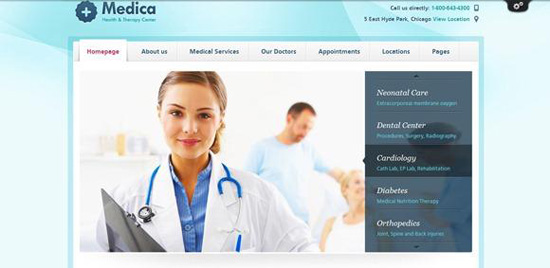 Medica
Health & Therapy Center
Call us directly: 1-800-643-4300
5 East Hyde Park, Chicago View Location
Homepage About us Medical Services Our Doctors Appointments Locations Pages
Neonatal Care
Extracorporeal membrane oxygen
Dental Center
Procedures, Surgery, Radiography
Cardiology
Cath Lab, EP Lab, Rehabilitation
Diabetes
Medical Nutrition Therapy
Orthopedics
Joint, Spine and Back Injuries